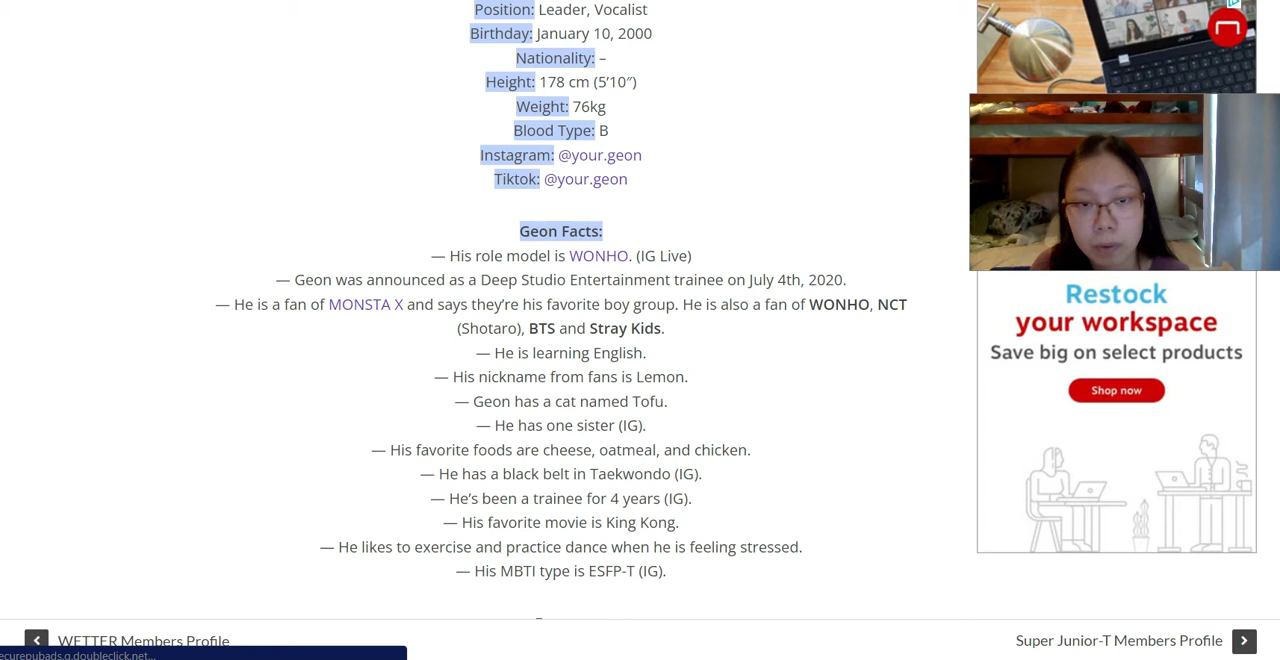 Position: Leader, Vocalist
Birthday: January 10, 2000
Nationality: –
Height: 178 cm (5'10″)
Weight: 76kg
Blood Type: B
Instagram: @your.geon
Tiktok: @your.geon
Geon Facts:
— His role model is WONHO. (IG Live)
— Geon was announced as a Deep Studio Entertainment trainee on July 4th, 2020.
— He is a fan of MONSTA X and says they're his favorite boy group. He is also a fan of WONHO, NCT
(Shotaro), BTS and Stray Kids.
— He is learning English.
— His nickname from fans is Lemon.
— Geon has a cat named Tofu.
— He has one sister (IG).
— His favorite foods are cheese, oatmeal, and chicken.
— He has a black belt in Taekwondo (IG).
— He's been a trainee for 4 years (IG).
— His favorite movie is King Kong.
— He likes to exercise and practice dance when he is feeling stressed.
— His MBTI type is ESFP-T (IG).
Restock
your workspace
Save big on select products
Shop now
WETTER Members Profile
Super Junior-T Members Profile
ecurepubads.g.doubleclick.net...